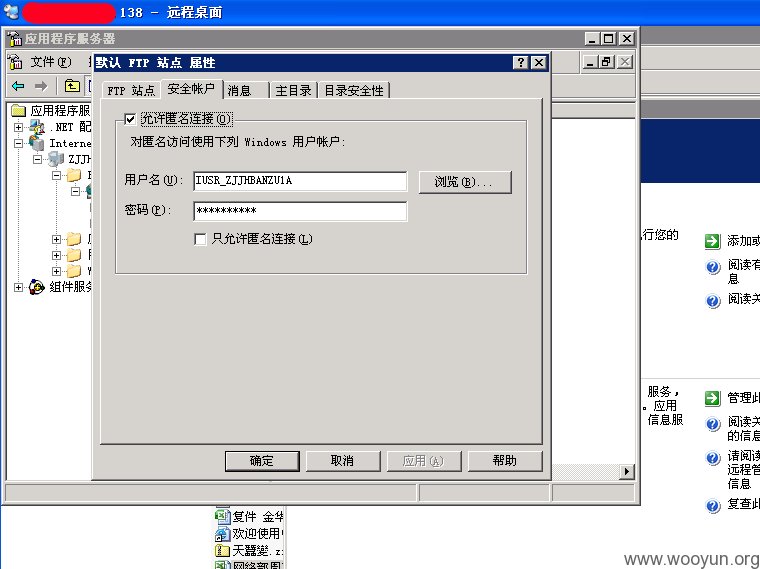 138 - 远程桌面
应用程序服务器
文件(F)
默认 FTP 站点 属性
FTP 站点 安全帐户 消息 主目录 目录安全性
应用程序服
.NET 配
Interne
ZJJH
组件服务
允许匿名连接(O)
对匿名访问使用下列 Windows 用户帐户:
用户名(U): IUSR_ZJJHBANZU1A 浏览(B)...
密码(P): **********
只允许匿名连接(L)
确定 取消 应用(A) 帮助
行您的
添加或
阅读有
息
阅读关
服务，
。应用
信息服
管理此
阅读关
的信息
请阅读
远程管
信息
复查此
复件 金华
欢迎使用
网络部周
www.wooyun.org